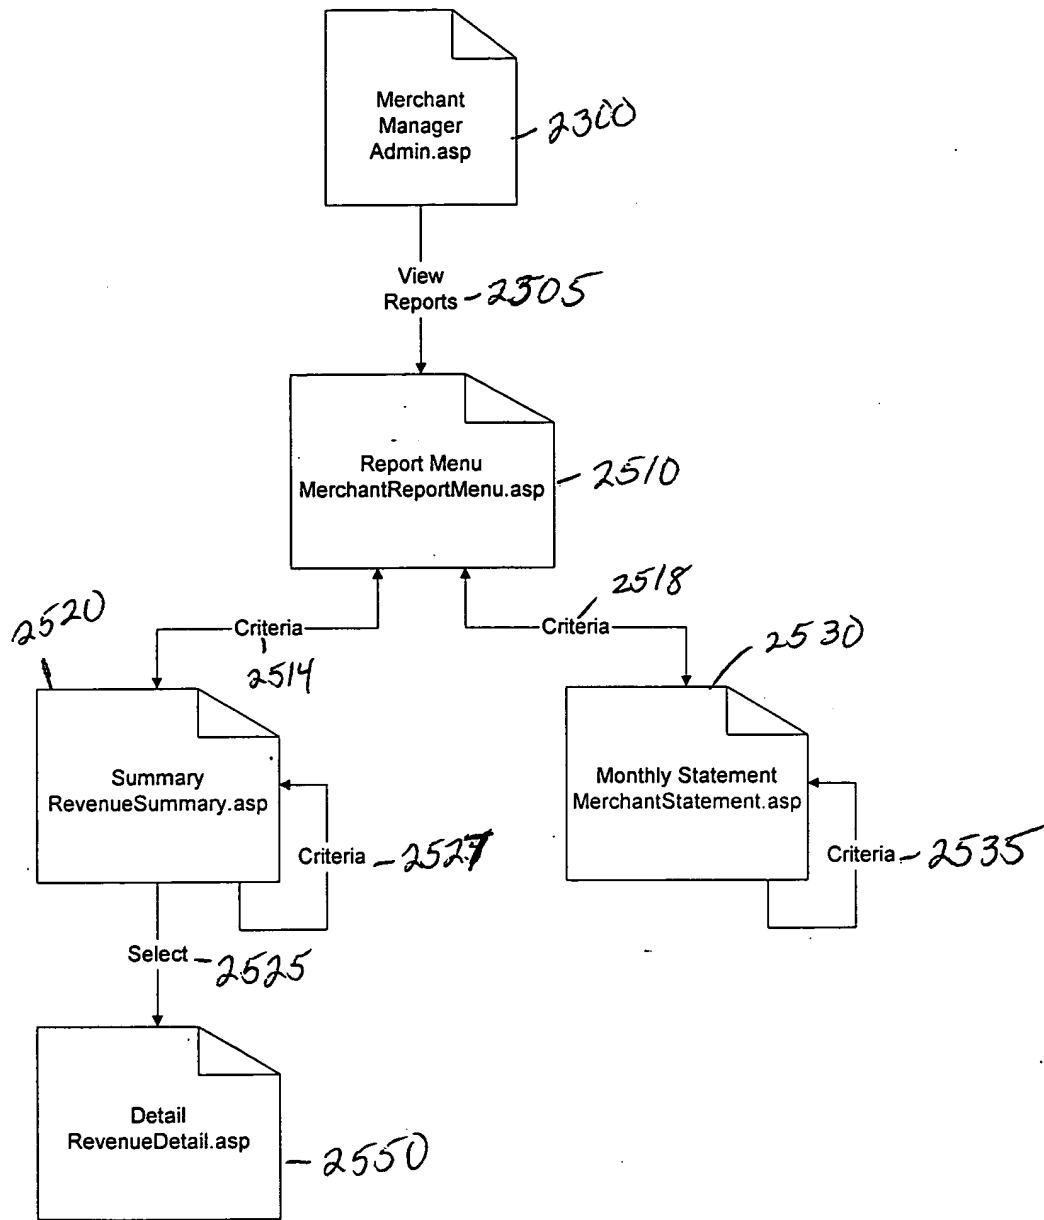 Merchant
Manager
Admin.asp
2300
View
Reports
2505
Report Menu
MerchantReportMenu.asp
2510
2520
Criteria
2514
2518
Criteria
2530
Summary
RevenueSummary.asp
Criteria
2527
Monthly Statement
MerchantStatement.asp
Criteria
2535
Select
2525
Detail
RevenueDetail.asp
2550